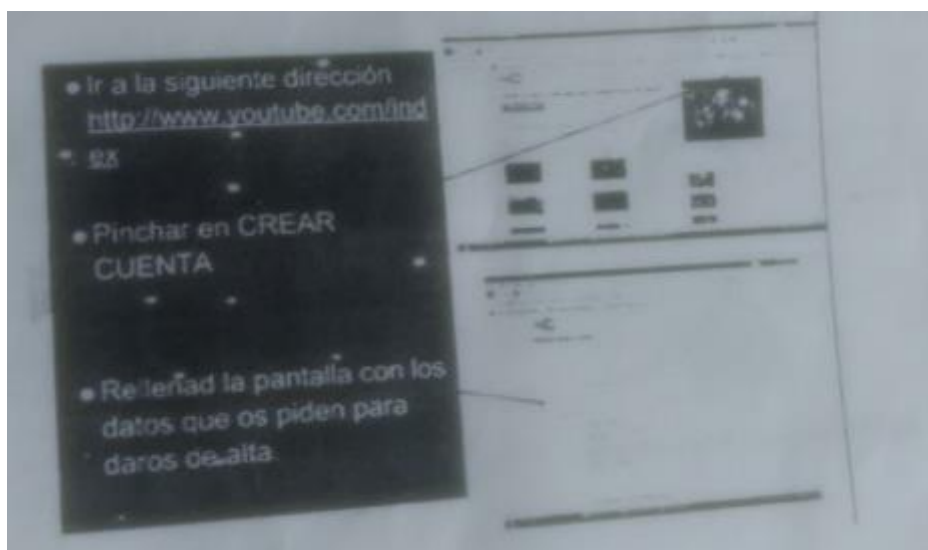 Ir a la siguiente dirección
http://www.youtube.com/ind
ex
Pinchar en CREAR
CUENTA
Rellenad la pantalla con los
datos que os piden para
daros de alta.